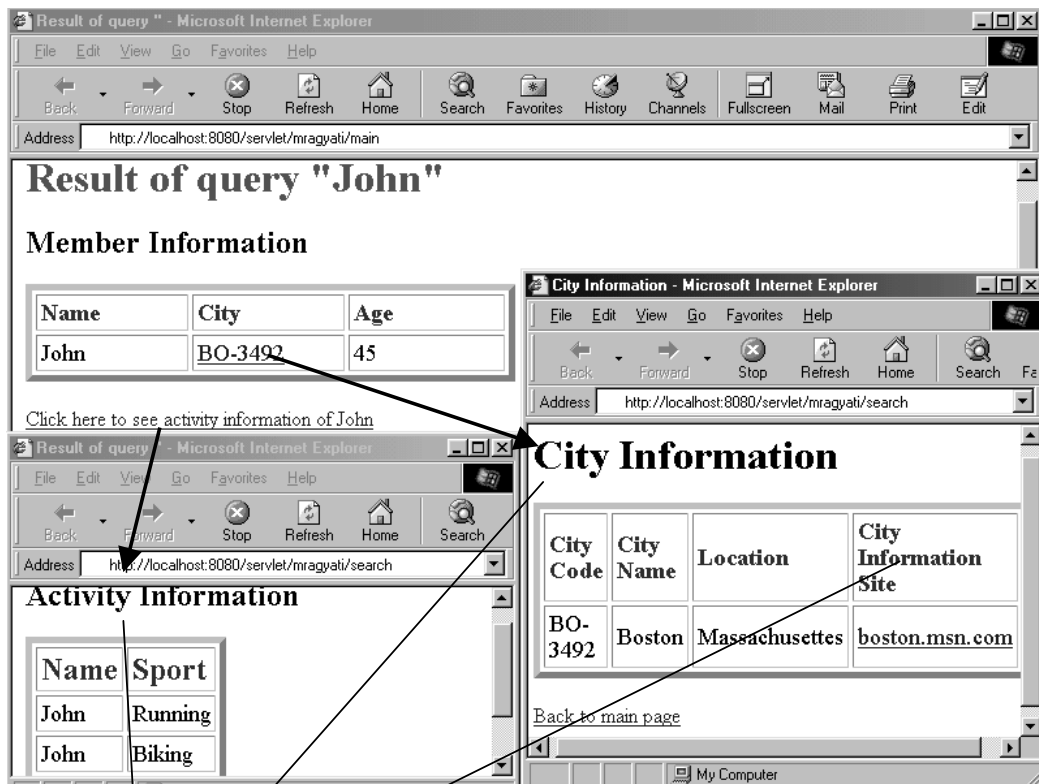 Result of query " - Microsoft Internet Explorer
File Edit View Go Favorites Help
Back Forward Stop Refresh Home Search Favorites History Channels Fullscreen Mail Print Edit
Address http://localhost:8080/servlet/mragyati/main
Result of query "John"
Member Information
Name City Age
John BO-3492 45
Click here to see activity information of John
City Information - Microsoft Internet Explorer
File Edit View Go Favorites Help
Back Forward Stop Refresh Home Search Fa
Address http://localhost:8080/servlet/mragyati/search
City Information
City Code City Name Location City Information Site
BO-3492 Boston Massachusettes boston.msn.com
Back to main page
My Computer
Result of query " - Microsoft Internet Explorer
File Edit View Go Favorites Help
Back Forward Stop Refresh Home Search
Address http://localhost:8080/servlet/mragyati/search
Activity Information
Name Sport
John Running
John Biking